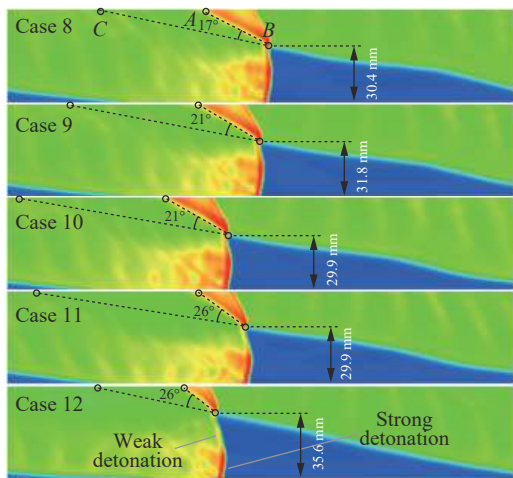 Case 8
C
A
17°
B
30.4 mm
Case 9
21°
31.8 mm
Case 10
21°
29.9 mm
Case 11
26°
29.9 mm
Case 12
26°
35.6 mm
Weak
detonation
Strong
detonation